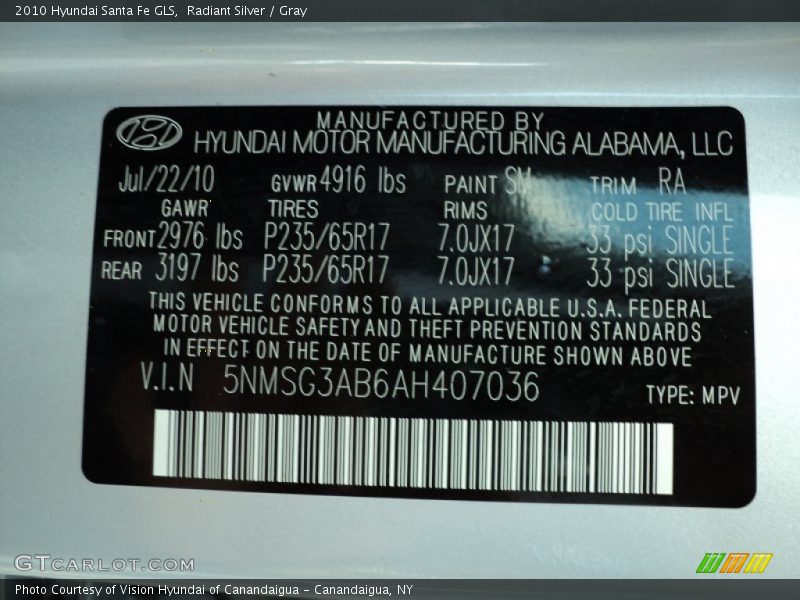 2010 Hyundai Santa Fe GLS,  Radiant Silver / Gray
MANUFACTURED BY
HYUNDAI MOTOR MANUFACTURING ALABAMA, LLC
Jul/22/10 GVWR 4916 lbs PAINT SM TRIM RA
GAWR TIRES RIMS COLD TIRE INFL
FRONT 2976 lbs P235/65R17 7.0JX17 33 psi SINGLE
REAR 3197 lbs P235/65R17 7.0JX17 33 psi SINGLE
THIS VEHICLE CONFORMS TO ALL APPLICABLE U.S.A. FEDERAL
MOTOR VEHICLE SAFETY AND THEFT PREVENTION STANDARDS
IN EFFECT ON THE DATE OF MANUFACTURE SHOWN ABOVE
V.I.N 5NMSG3AB6AH407036
TYPE: MPV
GTCARLOT.COM
Photo Courtesy of Vision Hyundai of Canandaigua – Canandaigua, NY